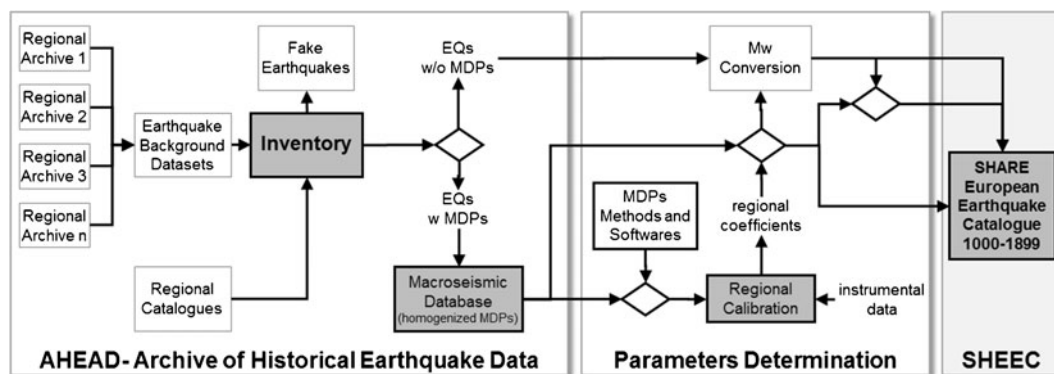 Regional
Archive 1
Regional
Archive 2
Regional
Archive 3
Regional
Archive n
Earthquake
Background
Datasets
Regional
Catalogues
Fake
Earthquakes
Inventory
EQs
w/o MDPs
EQs
w MDPs
Macroseismic
Database
(homogenized MDPs)
AHEAD- Archive of Historical Earthquake Data
Mw
Conversion
MDPs
Methods and
Softwares
regional
coefficients
Regional
Calibration
instrumental
data
Parameters Determination
SHARE
European
Earthquake
Catalogue
1000-1899
SHEEC